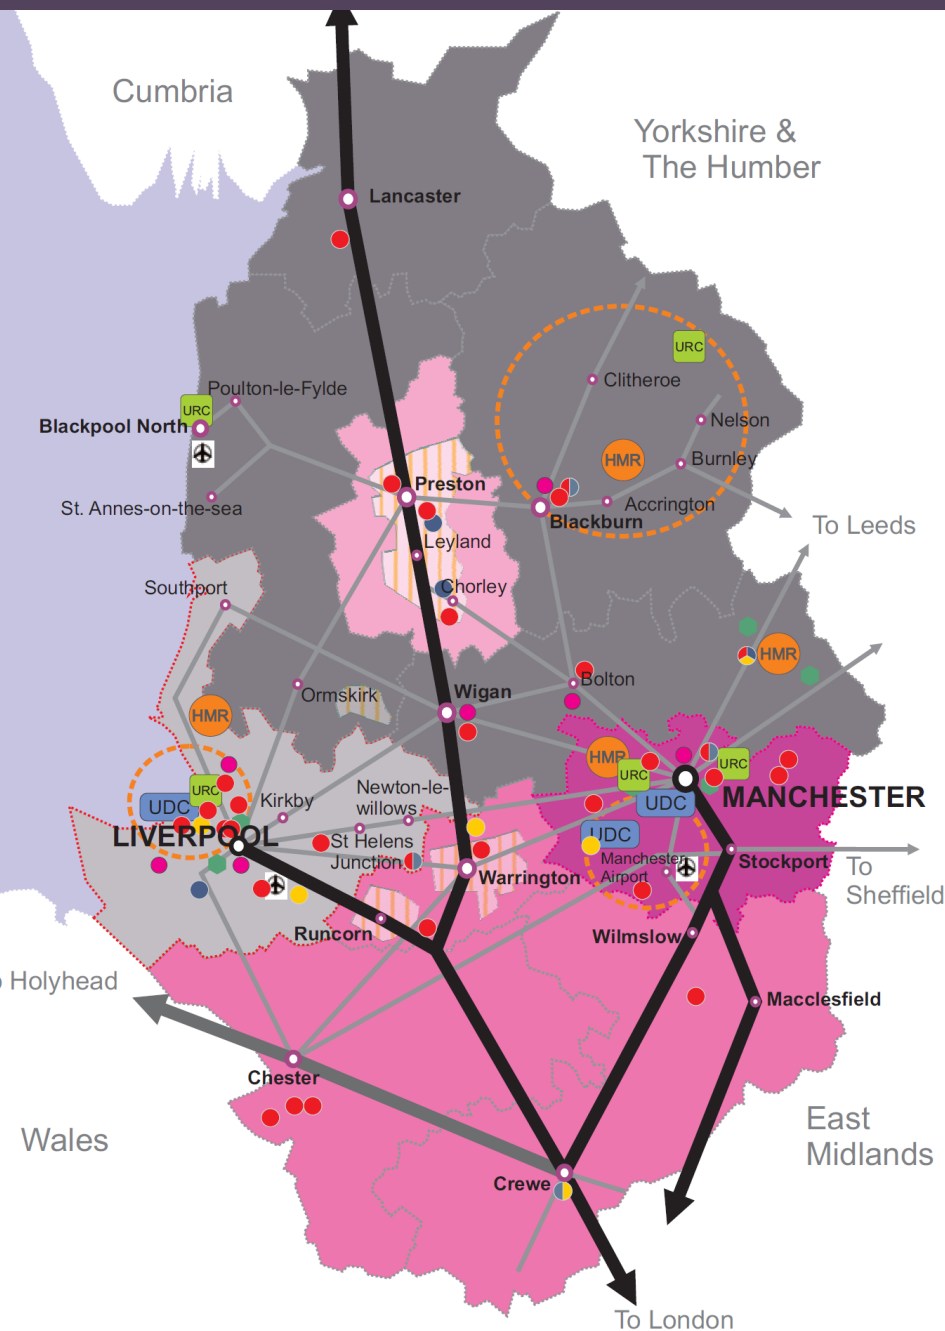 Cumbria
Yorkshire &
The Humber
Lancaster
URC
Clitheroe
Poulton-le-Fylde
URC
Nelson
Blackpool North
HMR
Burnley
Preston
St. Annes-on-the-sea
Accrington
Blackburn
To Leeds
Leyland
Chorley
Southport
HMR
Bolton
Ormskirk
Wigan
HMR
HMR
URC
URC
Newton-le-
willows
URC
Kirkby
UDC
UDC
MANCHESTER
LIVERPOOL
UDC
St Helens
Junction
Manchester
Airport
Stockport
To
Sheffield
Warrington
Runcorn
Wilmslow
Holyhead
Macclesfield
Chester
East
Midlands
Wales
Crewe
To London